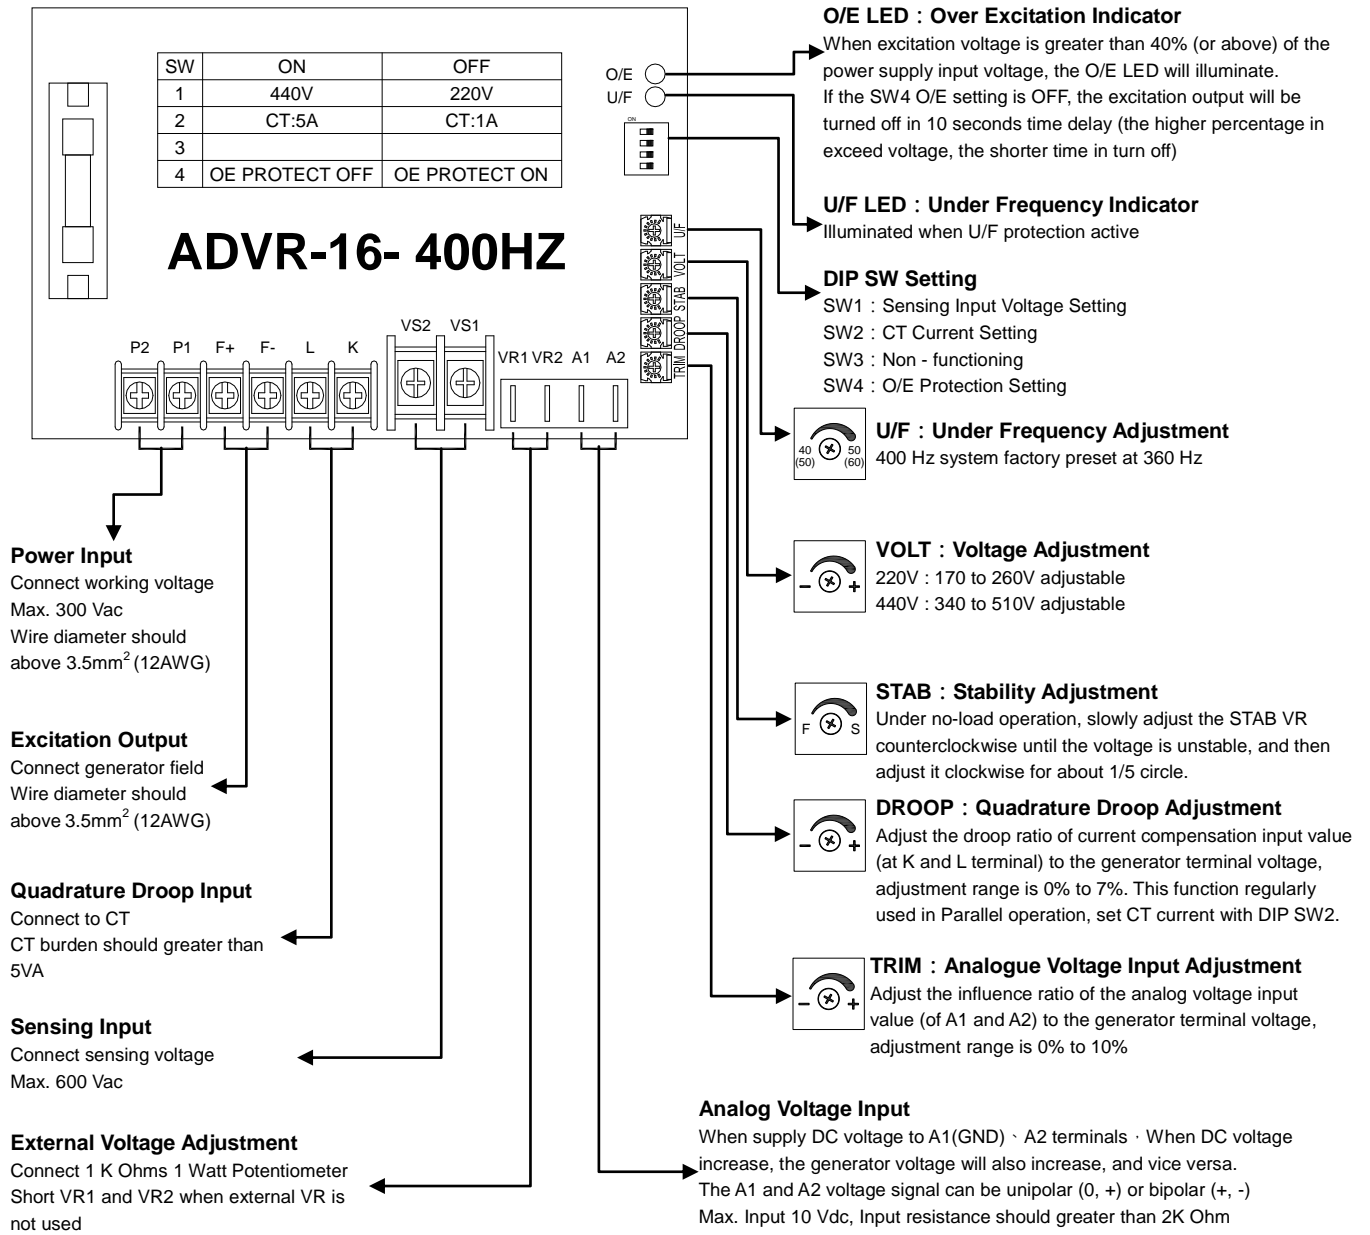 SW ON OFF
1 440V 220V
2 CT:5A CT:1A
3
4 OE PROTECT OFF OE PROTECT ON
O/E
U/F
ON
ADVR-16- 400HZ
U/F
VOLT
STAB
DROOP
TRIM
VS2 VS1
P2 P1 F+ F- L K
VR1 VR2 A1 A2
O/E LED：Over Excitation Indicator
When excitation voltage is greater than 40% (or above) of the
power supply input voltage, the O/E LED will illuminate.
If the SW4 O/E setting is OFF, the excitation output will be
turned off in 10 seconds time delay (the higher percentage in
exceed voltage, the shorter time in turn off)
U/F LED：Under Frequency Indicator
Illuminated when U/F protection active
DIP SW Setting
SW1：Sensing Input Voltage Setting
SW2：CT Current Setting
SW3：Non - functioning
SW4：O/E Protection Setting
40 50
(50) (60)
U/F：Under Frequency Adjustment
400 Hz system factory preset at 360 Hz
- +
VOLT：Voltage Adjustment
220V : 170 to 260V adjustable
440V : 340 to 510V adjustable
F S
STAB：Stability Adjustment
Under no-load operation, slowly adjust the STAB VR
counterclockwise until the voltage is unstable, and then
adjust it clockwise for about 1/5 circle.
- +
DROOP：Quadrature Droop Adjustment
Adjust the droop ratio of current compensation input value
(at K and L terminal) to the generator terminal voltage,
adjustment range is 0% to 7%. This function regularly
used in Parallel operation, set CT current with DIP SW2.
- +
TRIM：Analogue Voltage Input Adjustment
Adjust the influence ratio of the analog voltage input
value (of A1 and A2) to the generator terminal voltage,
adjustment range is 0% to 10%
Analog Voltage Input
When supply DC voltage to A1(GND)、A2 terminals，When DC voltage
increase, the generator voltage will also increase, and vice versa.
The A1 and A2 voltage signal can be unipolar (0, +) or bipolar (+, -)
Max. Input 10 Vdc, Input resistance should greater than 2K Ohm
Power Input
Connect working voltage
Max. 300 Vac
Wire diameter should
above 3.5mm² (12AWG)
Excitation Output
Connect generator field
Wire diameter should
above 3.5mm² (12AWG)
Quadrature Droop Input
Connect to CT
CT burden should greater than
5VA
Sensing Input
Connect sensing voltage
Max. 600 Vac
External Voltage Adjustment
Connect 1 K Ohms 1 Watt Potentiometer
Short VR1 and VR2 when external VR is
not used